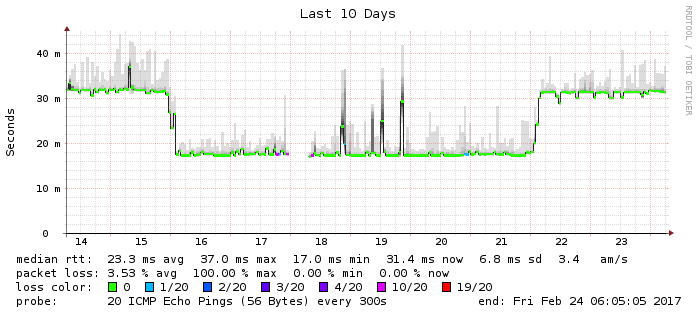 Last 10 Days
RRDTOOL / TOBI OETIKER
Seconds
40 m
30 m
20 m
10 m
0
14 15 16 17 18 19 20 21 22 23
median rtt: 23.3 ms avg 37.0 ms max 17.0 ms min 31.4 ms now 6.8 ms sd 3.4 am/s
packet loss: 3.53 % avg 100.00 % max 0.00 % min 0.00 % now
loss color: 0 1/20 2/20 3/20 4/20 10/20 19/20
probe: 20 ICMP Echo Pings (56 Bytes) every 300s end: Fri Feb 24 06:05:05 2017